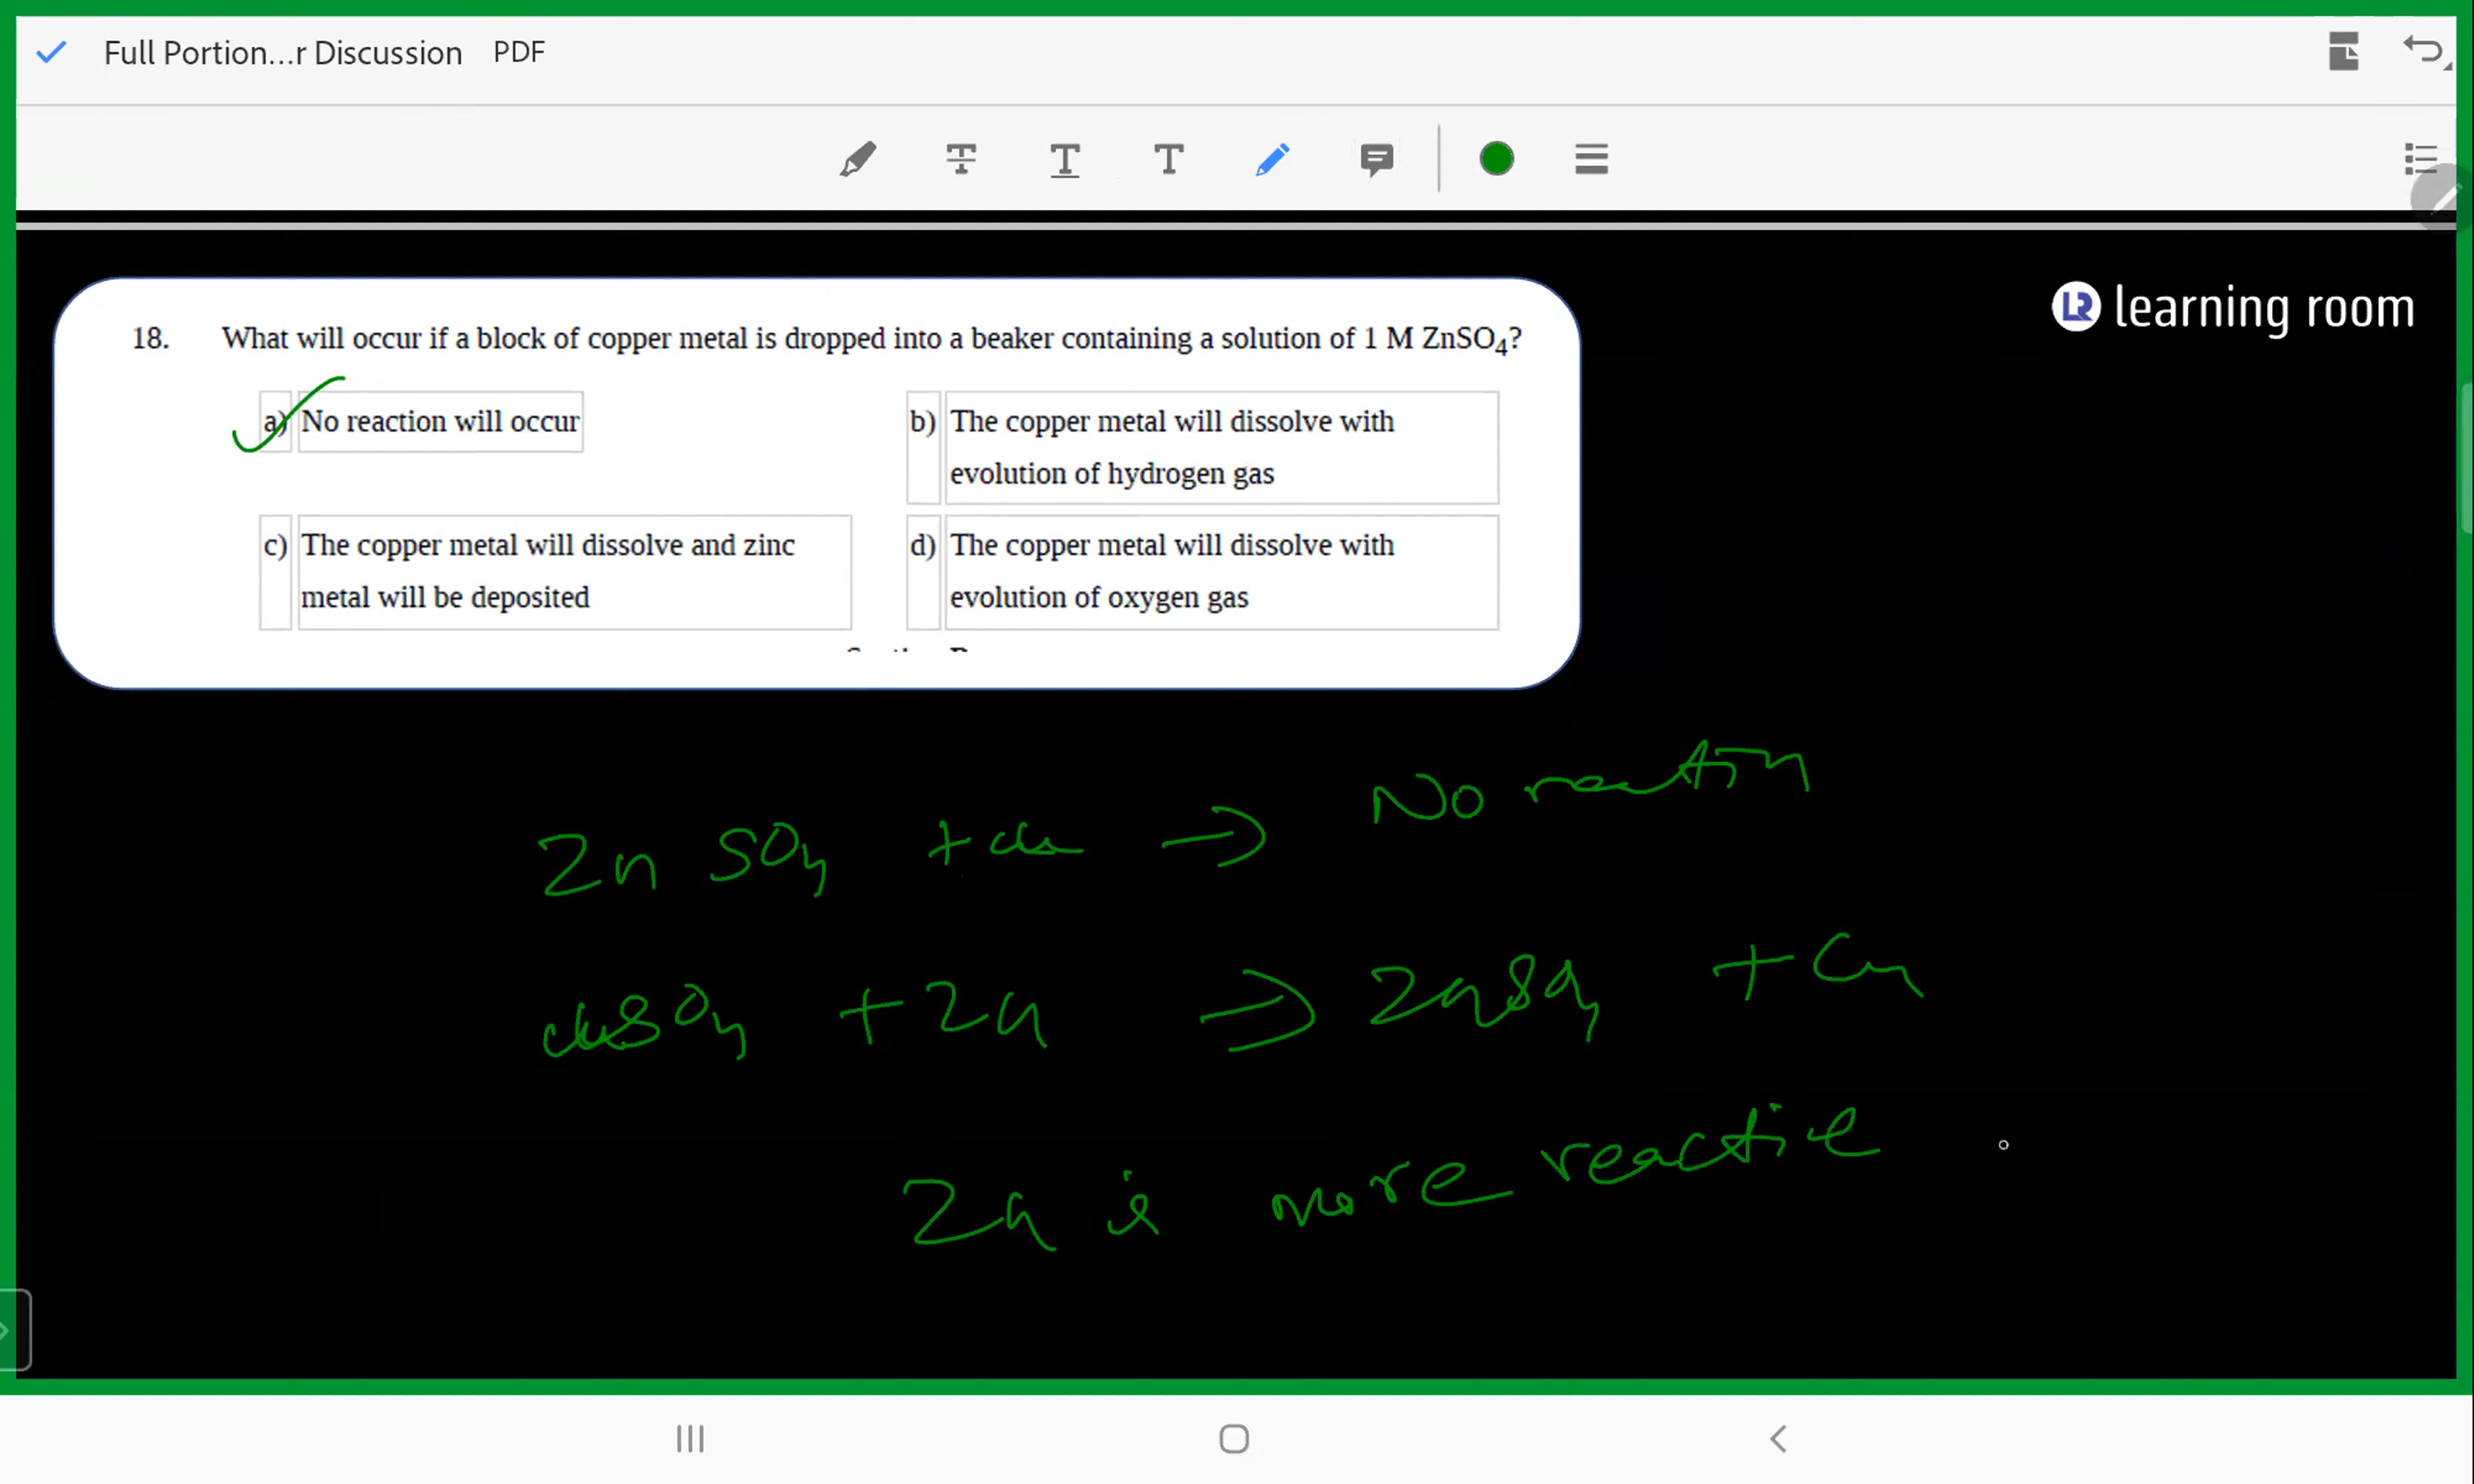 Full Portion...r Discussion PDF
learning room
18. What will occur if a block of copper metal is dropped into a beaker containing a solution of 1 M ZnSO4?
a) No reaction will occur
b) The copper metal will dissolve with
evolution of hydrogen gas
c) The copper metal will dissolve and zinc
metal will be deposited
d) The copper metal will dissolve with
evolution of oxygen gas
Zn SO4 + Cu → No reaction
CuSO4 + Zn → ZnSO4 + Cu
Zn is more reactie